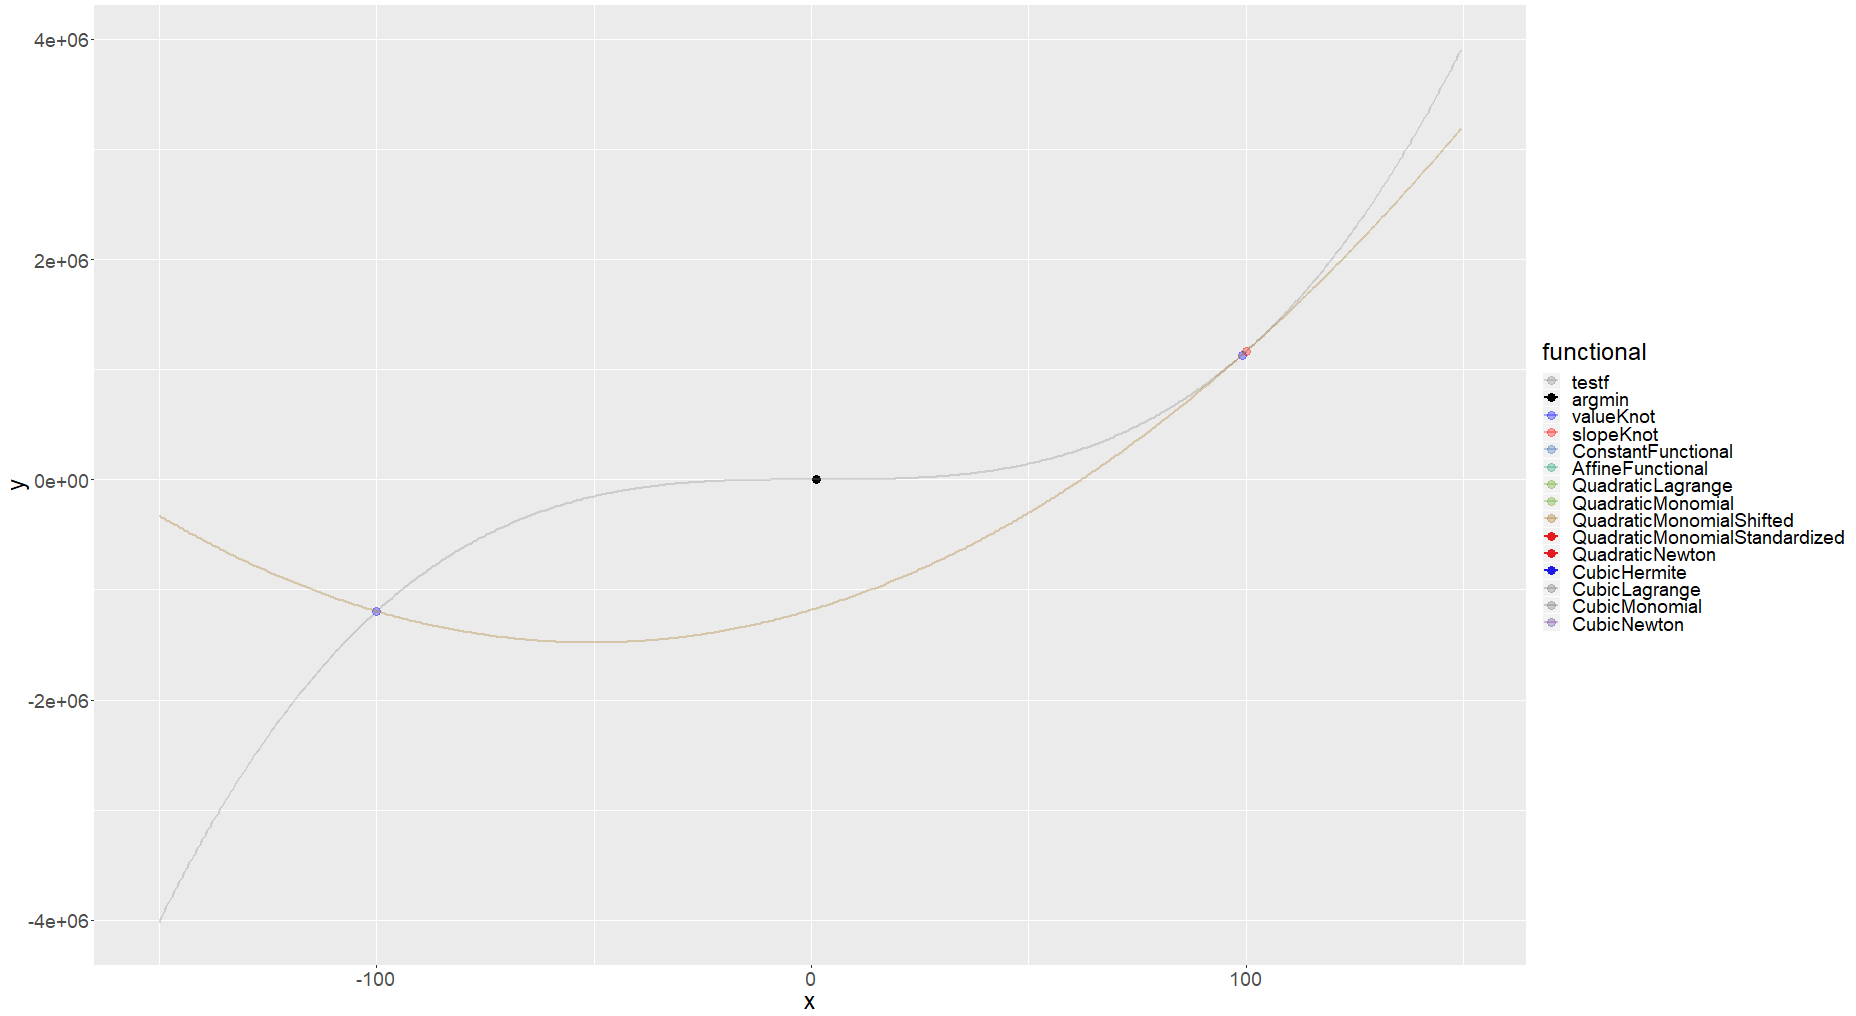 4e+06
2e+06
0e+00
-2e+06
-4e+06
y
-100
0
100
x
functional
testf
argmin
valueKnot
slopeKnot
ConstantFunctional
AffineFunctional
QuadraticLagrange
QuadraticMonomial
QuadraticMonomialShifted
QuadraticMonomialStandardized
QuadraticNewton
CubicHermite
CubicLagrange
CubicMonomial
CubicNewton